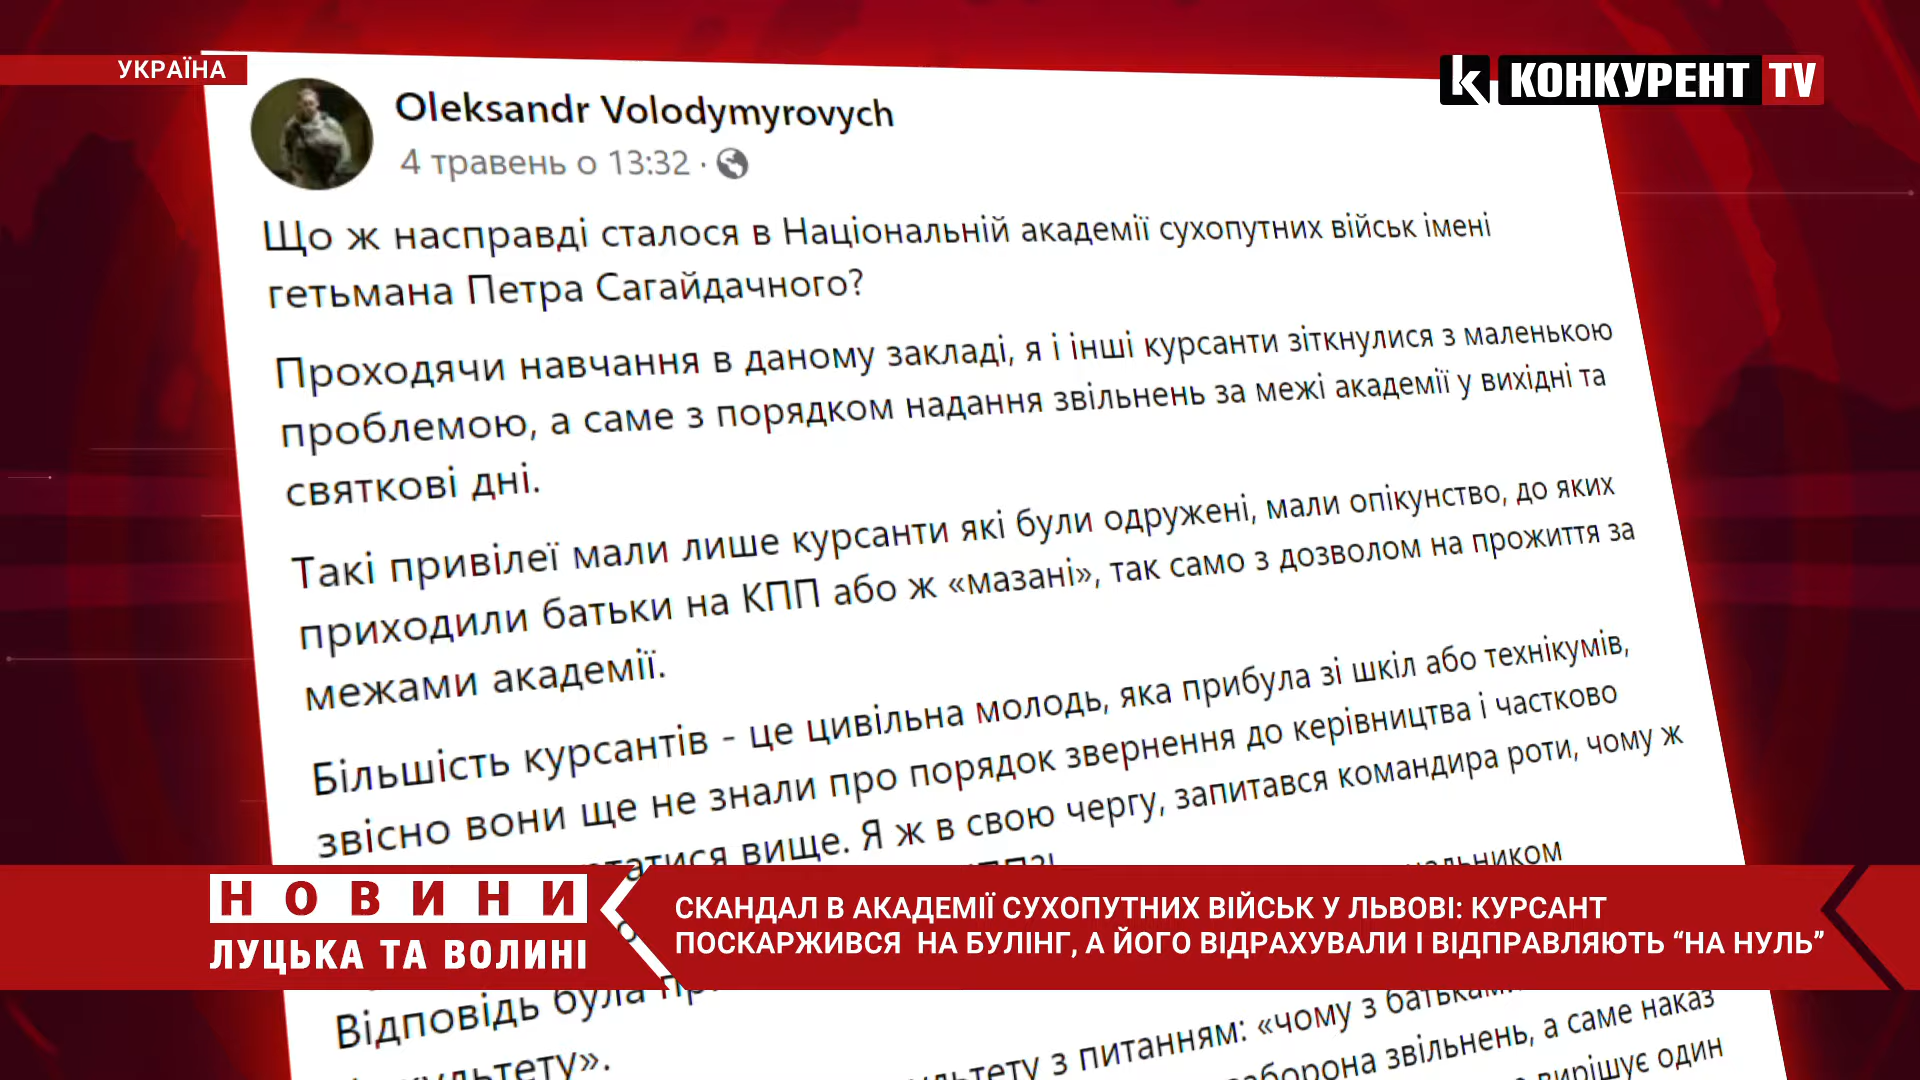 УКРАЇНА
КОНКУРЕНТ TV
Oleksandr Volodymyrovych
4 травень о 13:32 ·
Що ж насправді сталося в Національній академії сухопутних військ імені
гетьмана Петра Сагайдачного?
Проходячи навчання в даному закладі, я і інші курсанти зіткнулися з маленькою
проблемою, а саме з порядком надання звільнень за межі академії у вихідні та
святкові дні.
Такі привілеї мали лише курсанти які були одружені, мали опікунство, до яких
приходили батьки на КПП або ж «мазані», так само з дозволом на прожиття за
межами академії.
Більшість курсантів - це цивільна молодь, яка прибула зі шкіл або технікумів,
звісно вони ще не знали про порядок звернення до керівництва і частково
вище. Я ж в свою чергу, запитався командира роти, чому ж
НОВИНИ
ЛУЦЬКА ТА ВОЛИНІ
СКАНДАЛ В АКАДЕМІЇ СУХОПУТНИХ ВІЙСЬК У ЛЬВОВІ: КУРСАНТ
ПОСКАРЖИВСЯ НА БУЛІНГ, А ЙОГО ВІДРАХУВАЛИ І ВІДПРАВЛЯЮТЬ “НА НУЛЬ”
Відповідь була
з питанням: «чому з батьками
звільнень, а саме наказ
вирішує один